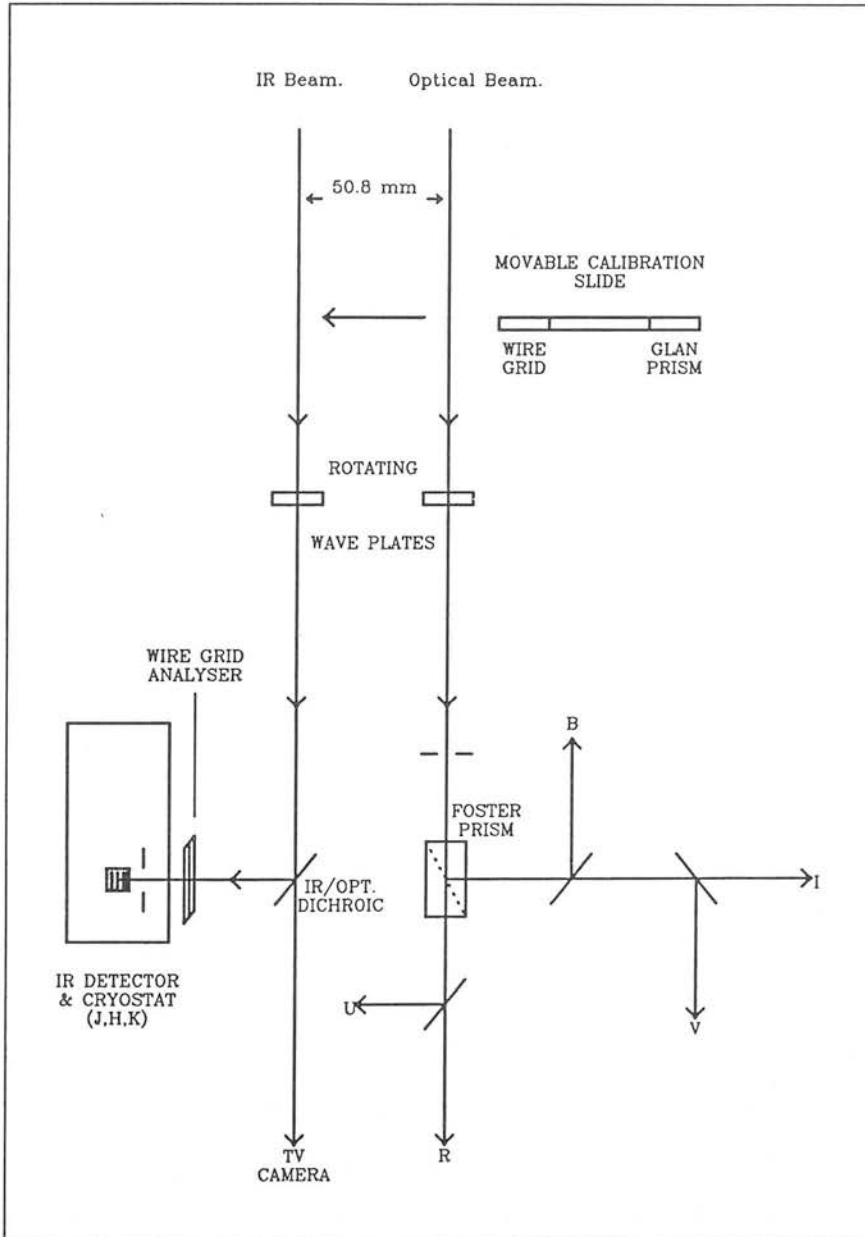 IR Beam. Optical Beam.
50.8 mm
MOVABLE CALIBRATION
SLIDE
WIRE GRID
GLAN PRISM
ROTATING
WAVE PLATES
WIRE GRID
ANALYSER
B
FOSTER
PRISM
IR/OPT.
DICHROIC
I
IR DETECTOR
& CRYOSTAT
(J,H,K)
U
V
TV
CAMERA
R